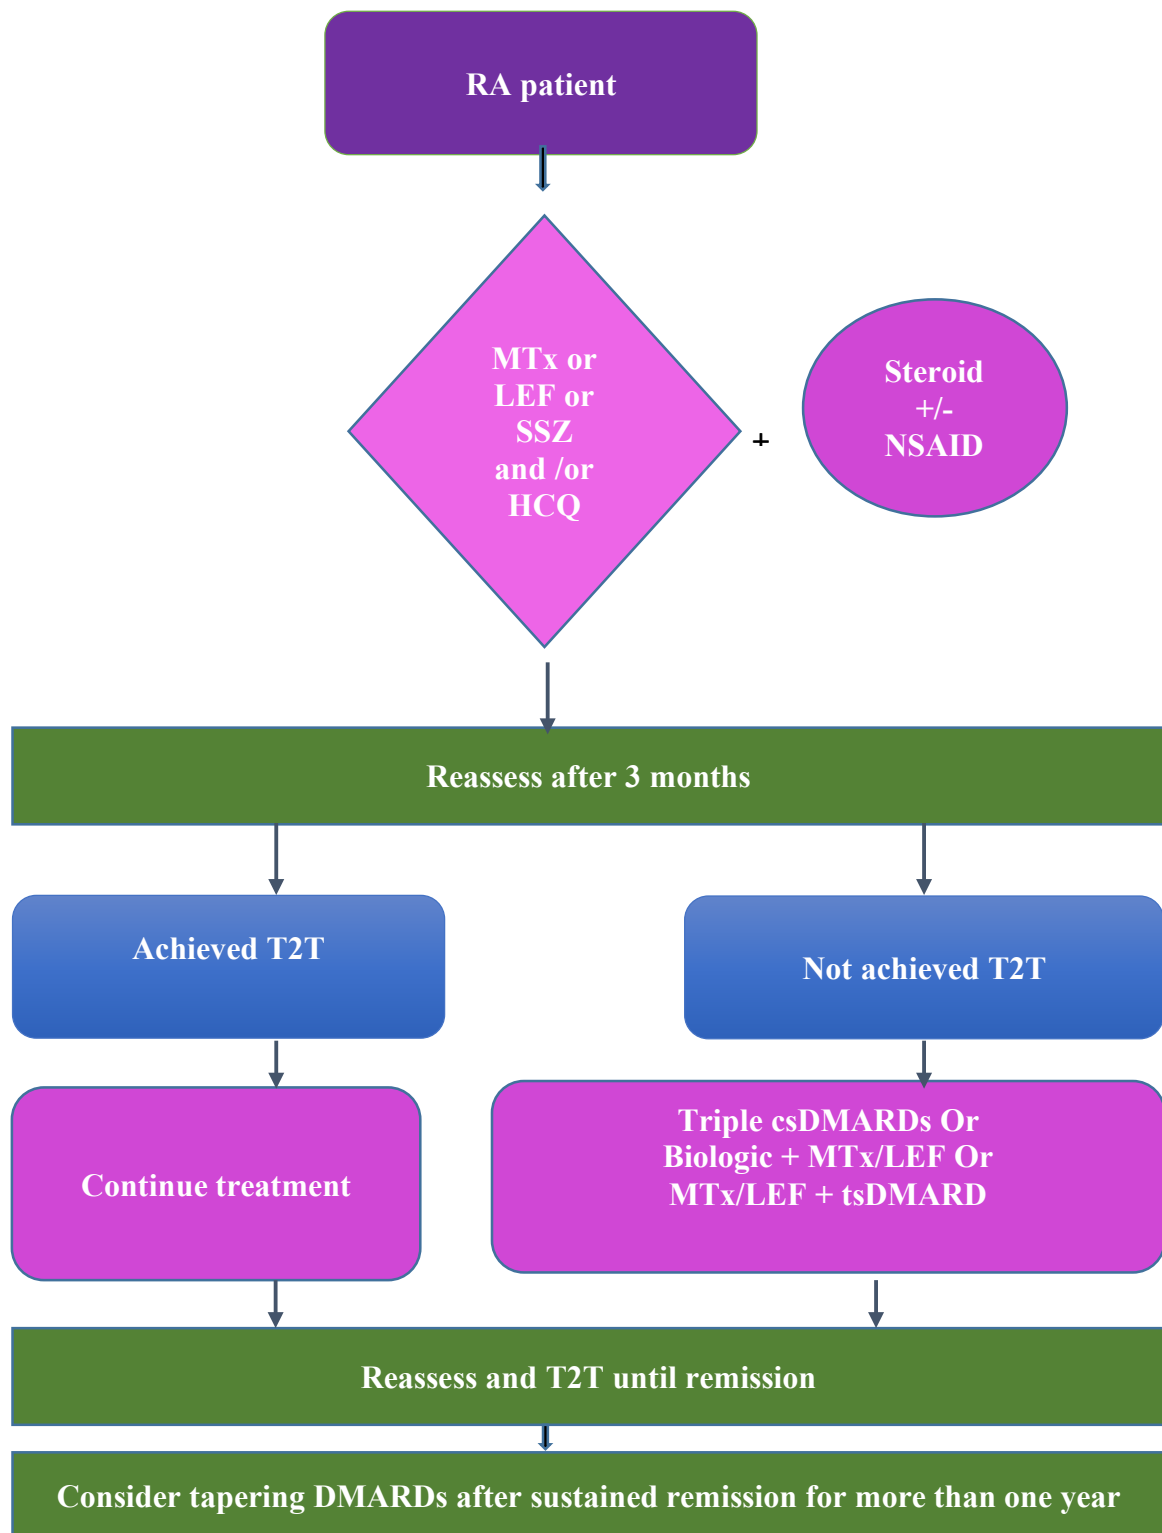 RA patient
MTx or
LEF or
SSZ
and /or
HCQ
+
Steroid
+/-
NSAID
Reassess after 3 months
Achieved T2T
Not achieved T2T
Continue treatment
Triple csDMARDs Or
Biologic + MTx/LEF Or
MTx/LEF + tsDMARD
Reassess and T2T until remission
Consider tapering DMARDs after sustained remission for more than one year